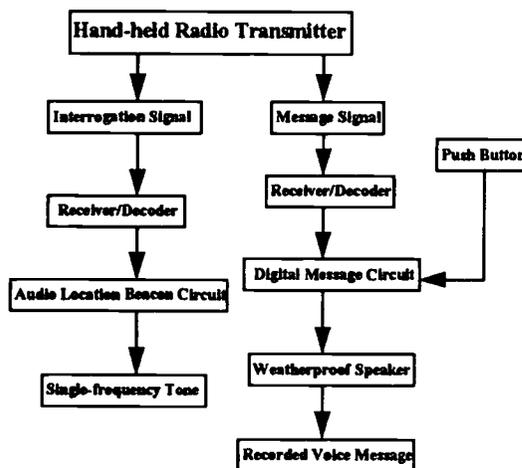 Hand-held Radio Transmitter
Interrogation Signal
Message Signal
Push Button
Receiver/Decoder
Receiver/Decoder
Digital Message Circuit
Audio Location Beacon Circuit
Weatherproof Speaker
Single-frequency Tone
Recorded Voice Message